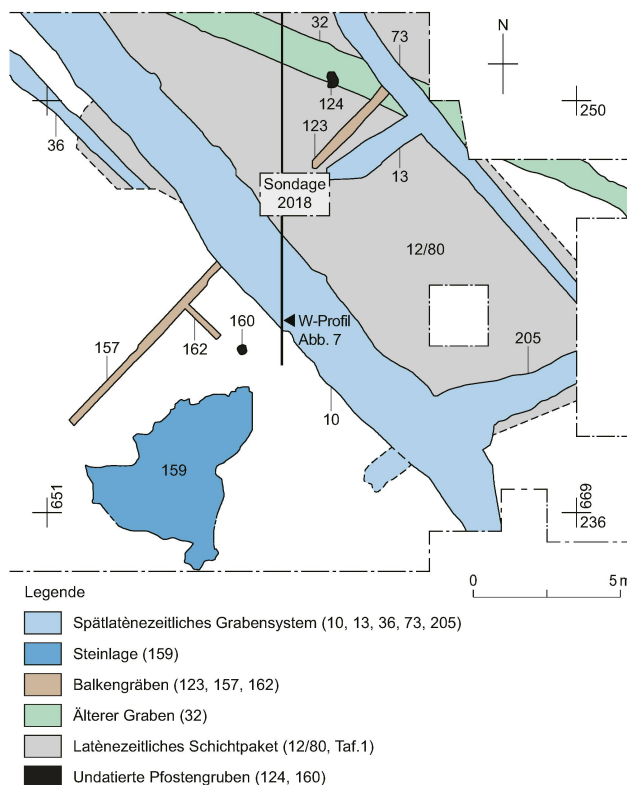 32
73
N
124
250
36
123
13
Sondage
2018
12/80
W-Profil
Abb. 7
160
205
157
162
10
159
651
669
236
0
5 m
Legende
Spätlatènezeitliches Grabensystem (10, 13, 36, 73, 205)
Steinlage (159)
Balkengräben (123, 157, 162)
Älterer Graben (32)
Latènezeitliches Schichtpaket (12/80, Taf.1)
Undatierte Pfostengruben (124, 160)